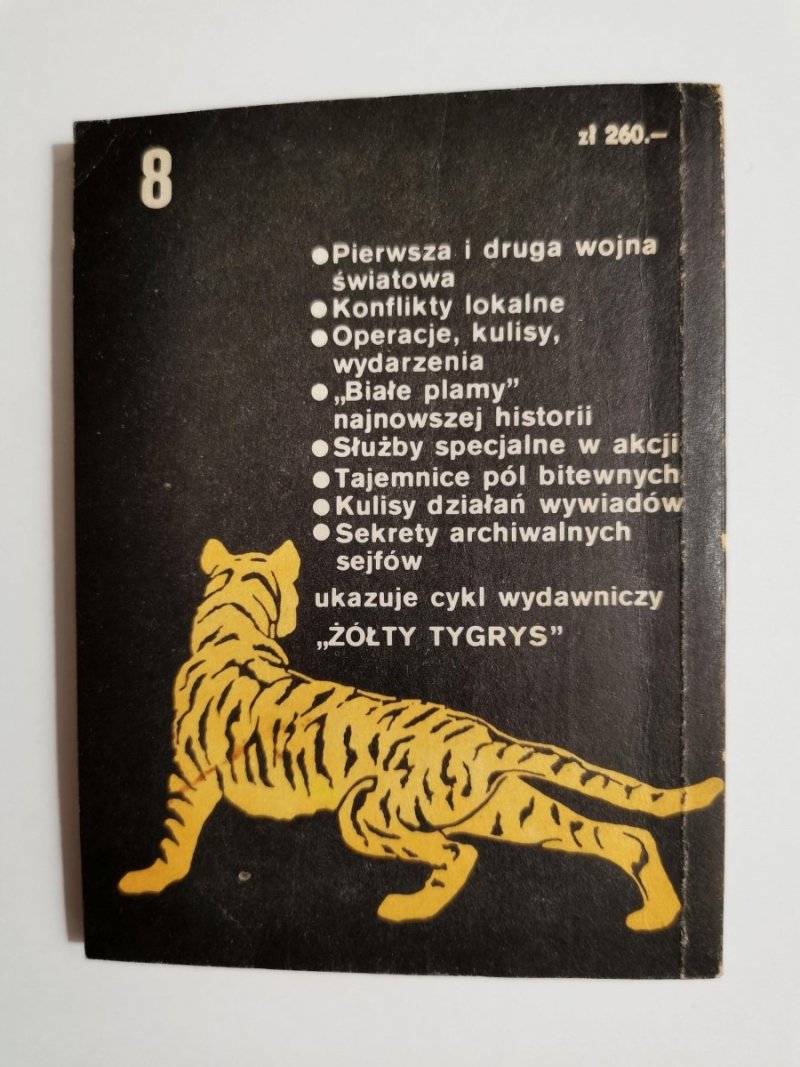 8
zł 260.—
●Pierwsza i druga wojna
światowa
●Konflikty lokalne
●Operacje, kulisy,
wydarzenia
●„Białe plamy”
najnowszej historii
●Służby specjalne w akcji
●Tajemnice pól bitewnych
●Kulisy działań wywiadów
●Sekrety archiwalnych
sejfów
ukazuje cykl wydawniczy
„ŻÓŁTY TYGRYS”